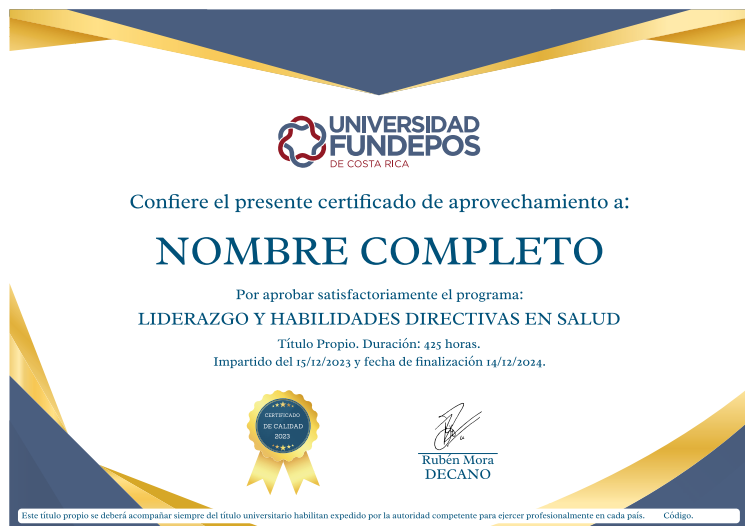 UNIVERSIDAD
FUNDEPOS
DE COSTA RICA
Confiere el presente certificado de aprovechamiento a:
NOMBRE COMPLETO
Por aprobar satisfactoriamente el programa:
LIDERAZGO Y HABILIDADES DIRECTIVAS EN SALUD
Título Propio. Duración: 425 horas.
Impartido del 15/12/2023 y fecha de finalización 14/12/2024.
CERTIFICADO
DE CALIDAD
2023
Rubén Mora
DECANO
Este título propio se deberá acompañar siempre del título universitario habilitan expedido por la autoridad competente para ejercer profesionalmente en cada país. Código.